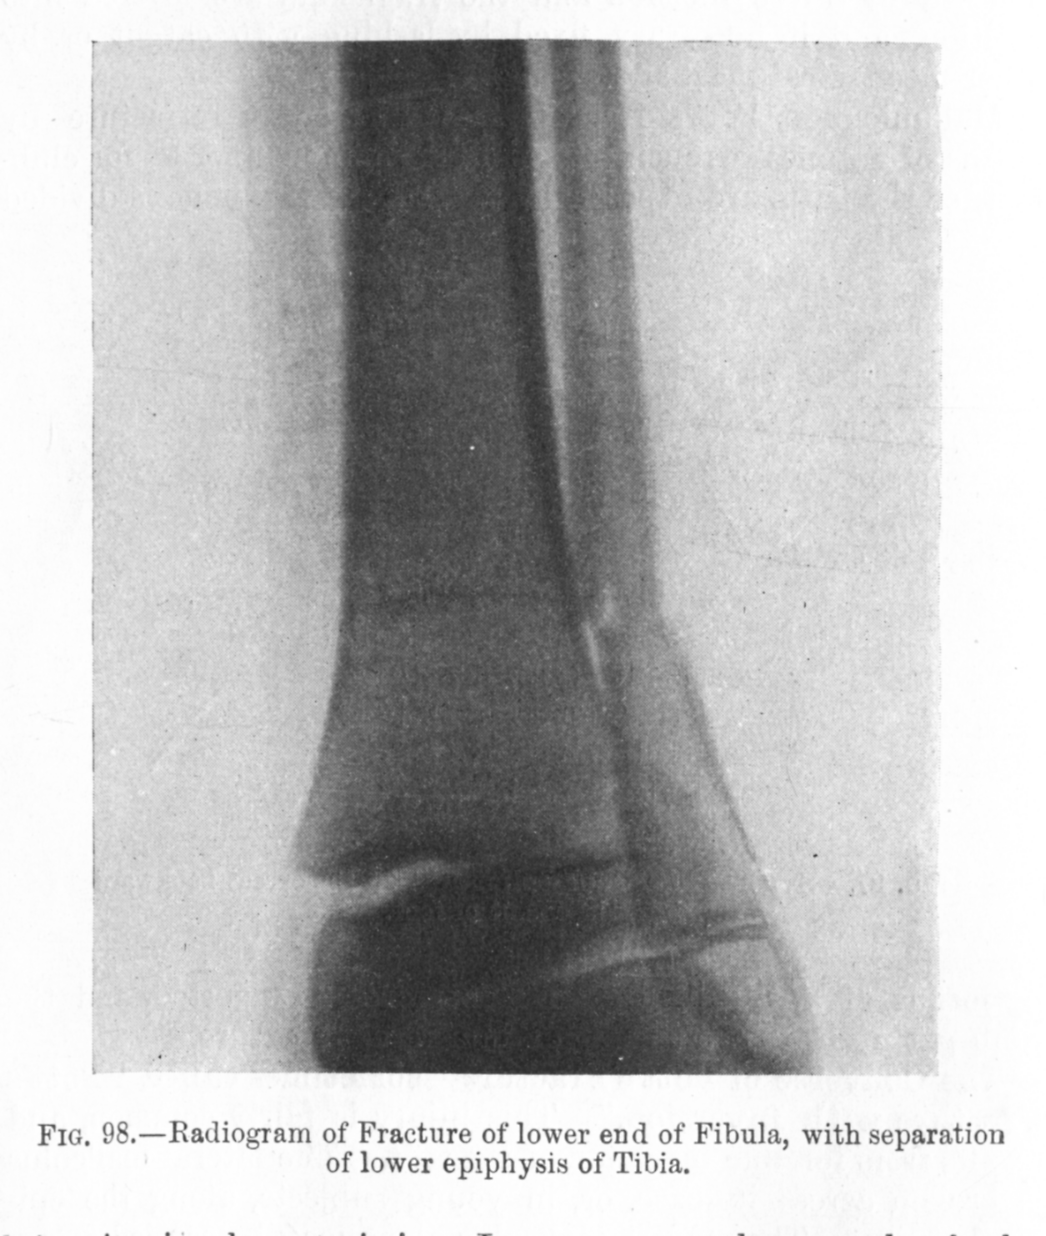 FIG. 98.—Radiogram of Fracture of lower end of Fibula, with separation
of lower epiphysis of Tibia.